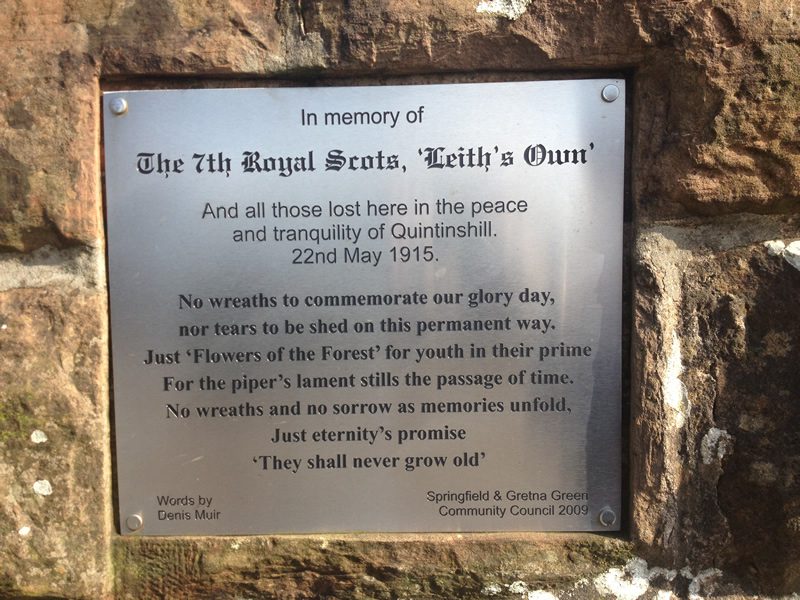 In memory of
The 7th Royal Scots, 'Leith's Own'
And all those lost here in the peace
and tranquility of Quintinshill.
22nd May 1915.
No wreaths to commemorate our glory day,
nor tears to be shed on this permanent way.
Just 'Flowers of the Forest' for youth in their prime
For the piper's lament stills the passage of time.
No wreaths and no sorrow as memories unfold,
Just eternity's promise
'They shall never grow old'
Words by
Denis Muir
Springfield & Gretna Green
Community Council 2009